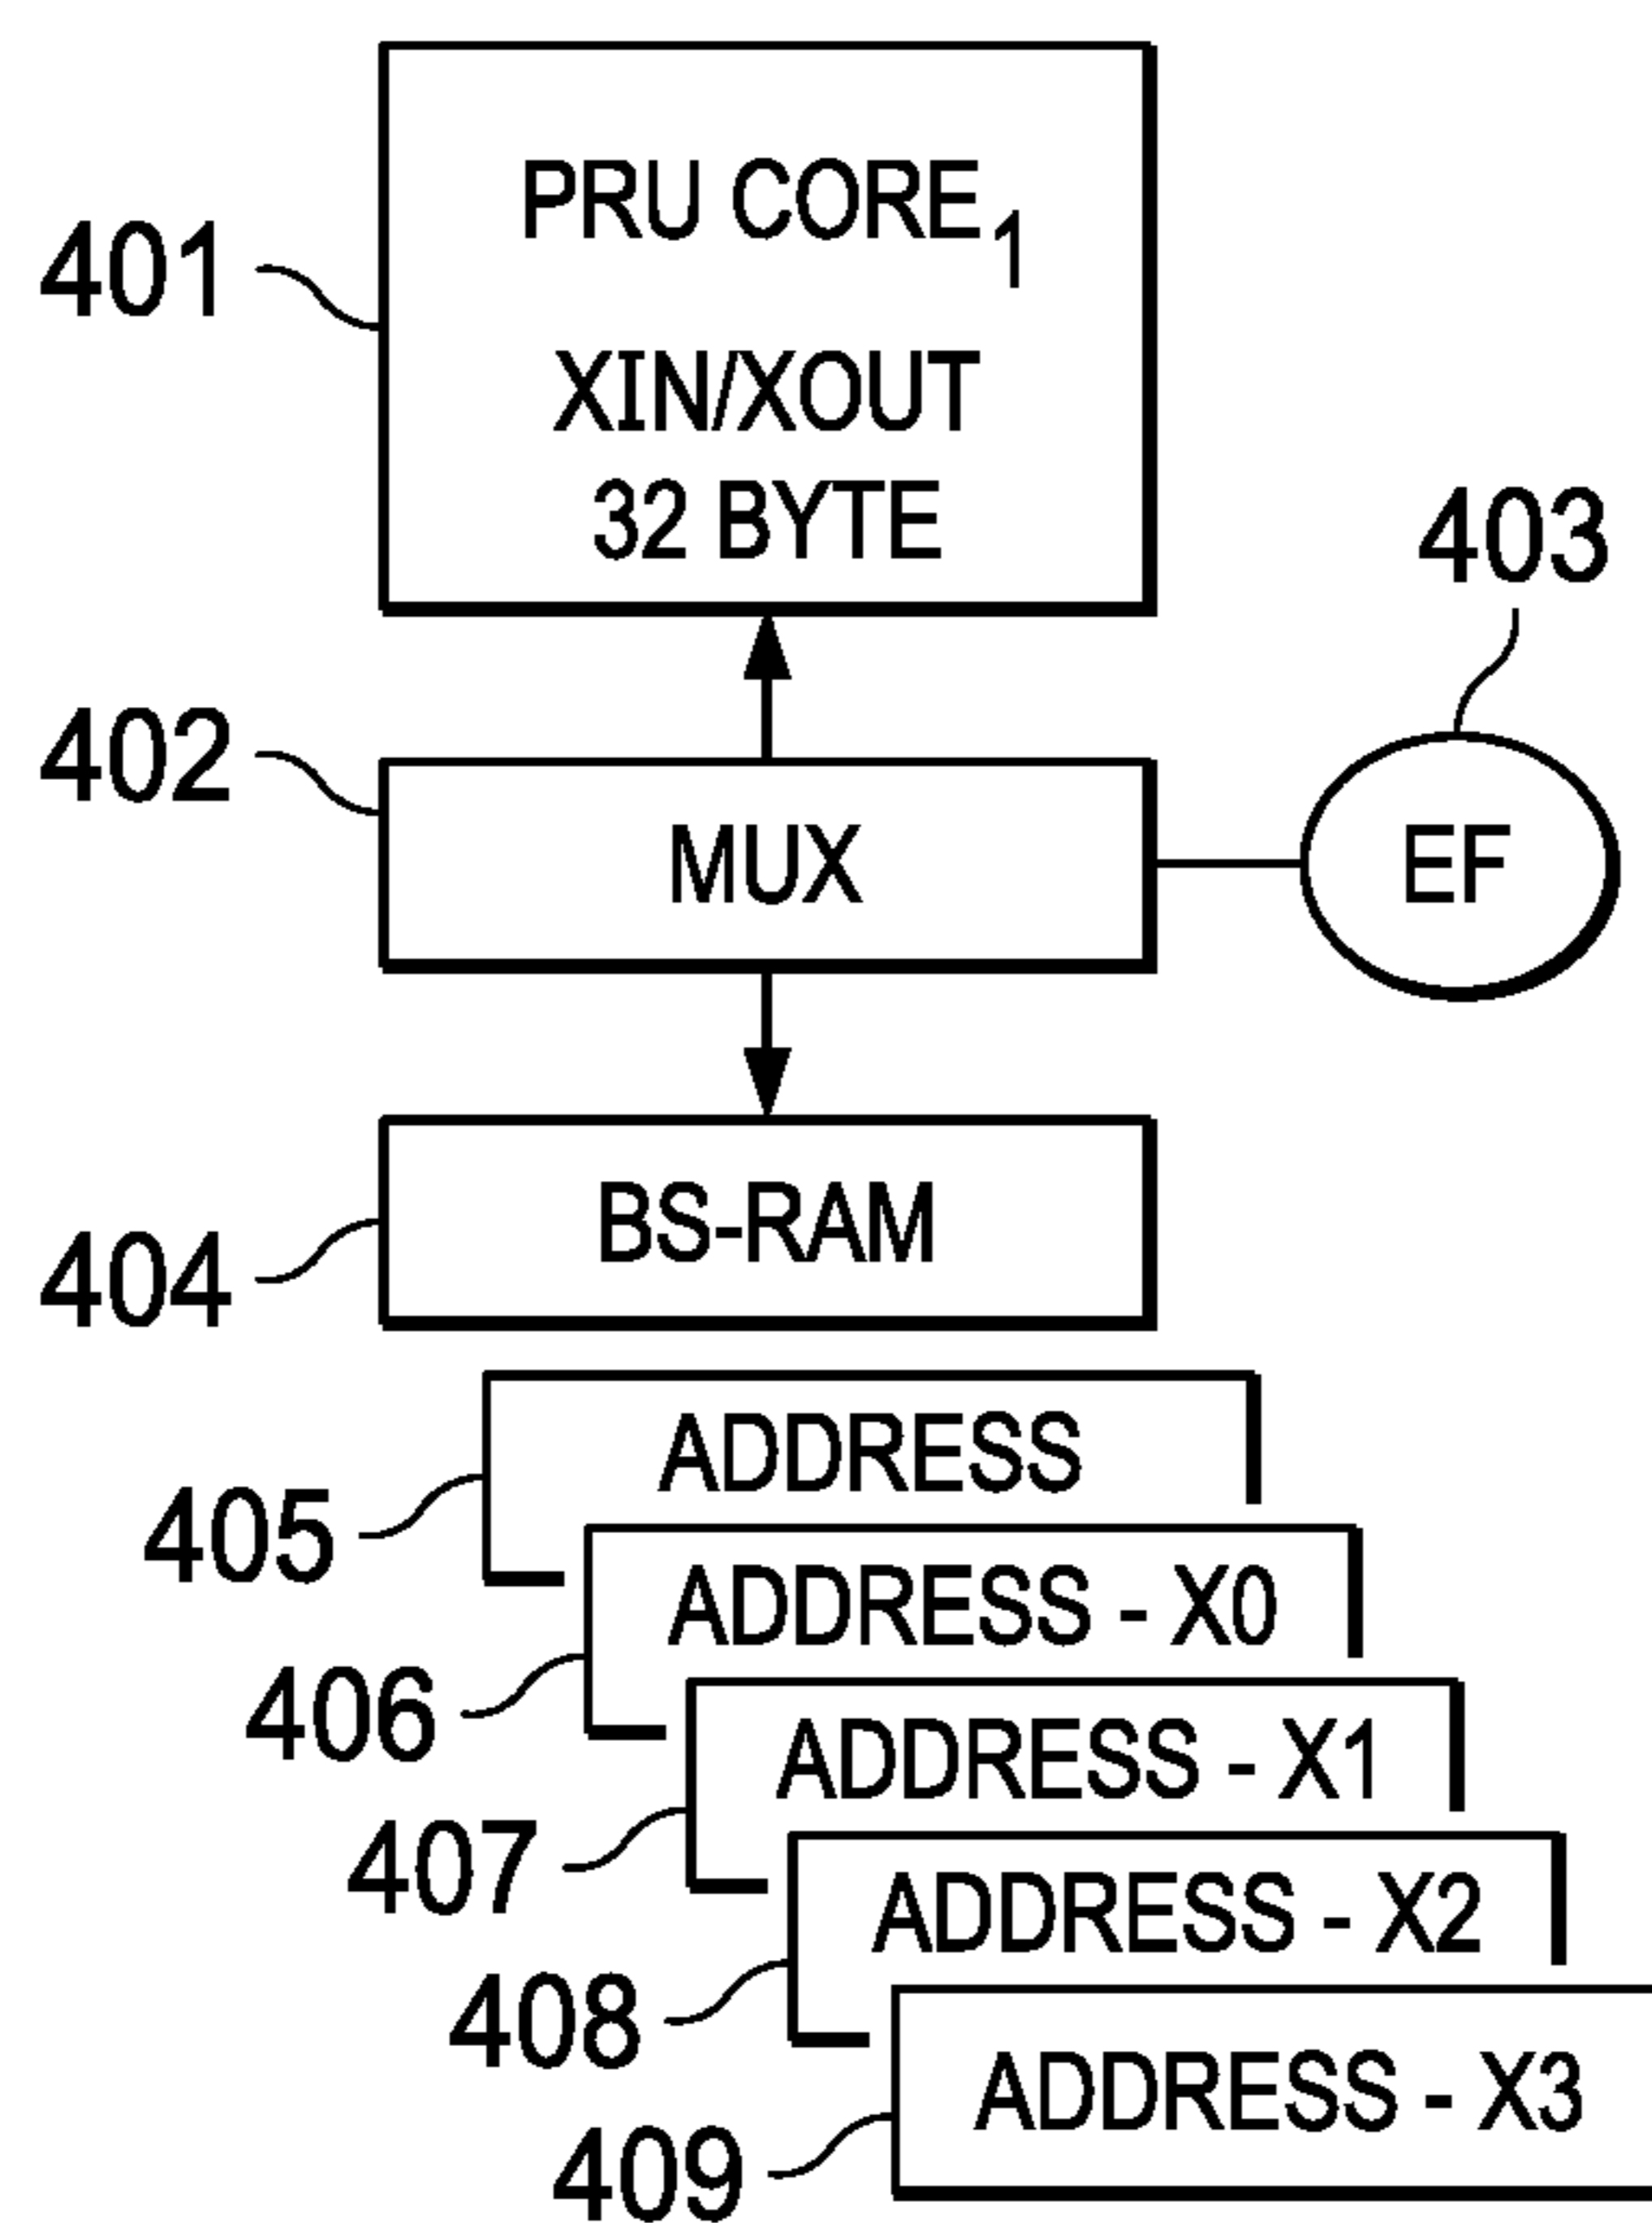 PRU CORE1
401
XIN/XOUT
32 BYTE
403
402
MUX
EF
BS-RAM
404
ADDRESS
405
ADDRESS - X0
406
ADDRESS - X1
407
ADDRESS - X2
408
ADDRESS - X3
409